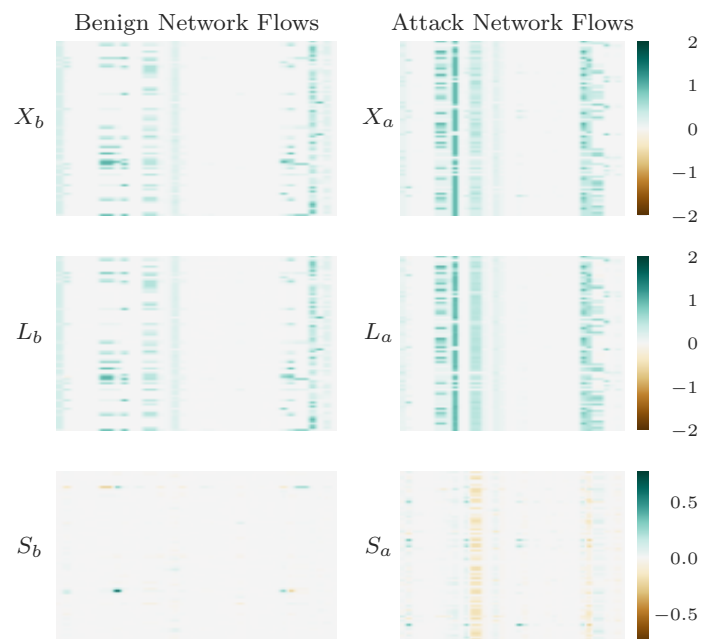 Benign Network Flows
Attack Network Flows
X_b
X_a
2
1
0
−1
−2
L_b
L_a
2
1
0
−1
−2
S_b
S_a
0.5
0.0
−0.5